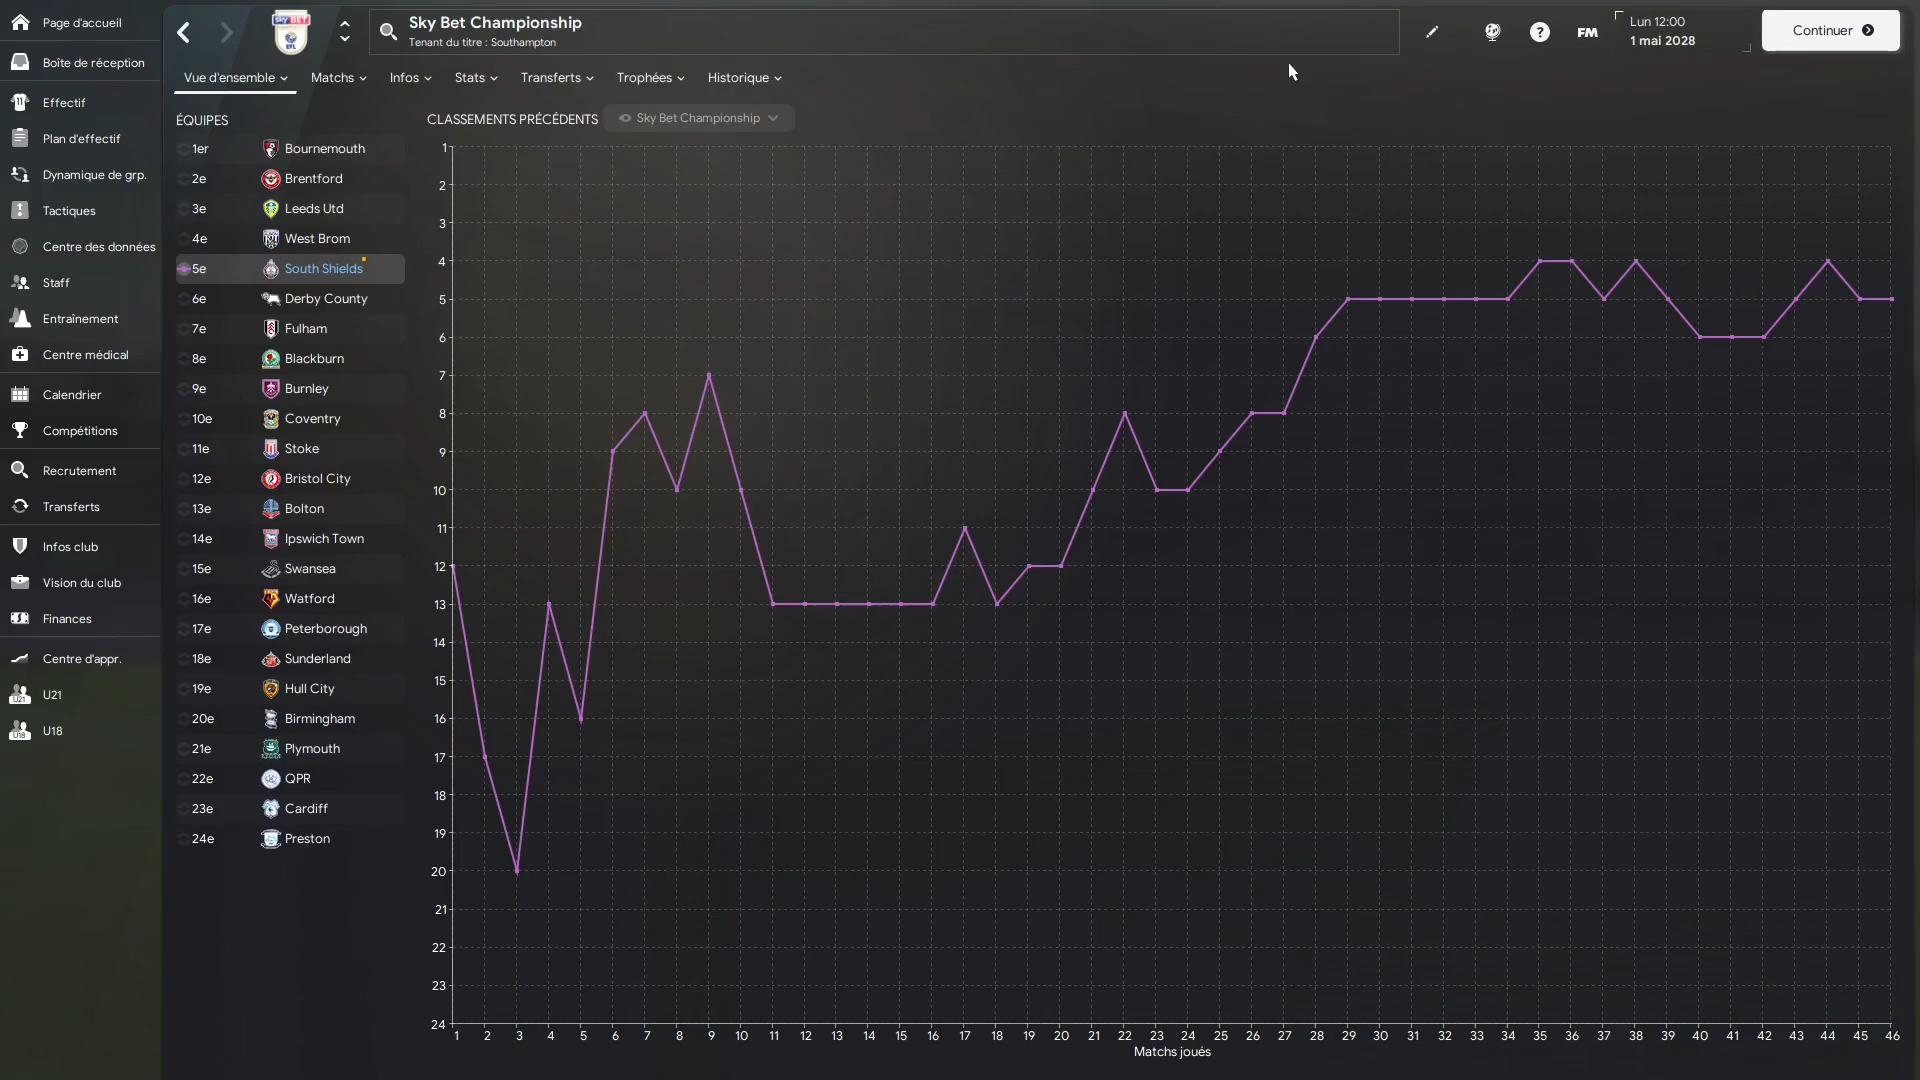 Page d'accueil
Boîte de réception
Effectif
Plan d'effectif
Dynamique de grp.
Tactiques
Centre des données
Staff
Entraînement
Centre médical
Calendrier
Compétitions
Recrutement
Transferts
Infos club
Vision du club
Finances
Centre d'appr.
U21
U18
Sky Bet Championship
Tenant du titre : Southampton
FM
Lun 12:00
1 mai 2028
Continuer
Vue d'ensemble
Matchs
Infos
Stats
Transferts
Trophées
Historique
ÉQUIPES
1er Bournemouth
2e Brentford
3e Leeds Utd
4e West Brom
5e South Shields
6e Derby County
7e Fulham
8e Blackburn
9e Burnley
10e Coventry
11e Stoke
12e Bristol City
13e Bolton
14e Ipswich Town
15e Swansea
16e Watford
17e Peterborough
18e Sunderland
19e Hull City
20e Birmingham
21e Plymouth
22e QPR
23e Cardiff
24e Preston
CLASSEMENTS PRÉCÉDENTS Sky Bet Championship
1
2
3
4
5
6
7
8
9
10
11
12
13
14
15
16
17
18
19
20
21
22
23
24
1 2 3 4 5 6 7 8 9 10 11 12 13 14 16 17 18 19 20 21 22 23 24 25 26 27 28 29 30 31 32 33 34 35 36 37 38 39 40 41 42 43 44 45 46
Matchs joués